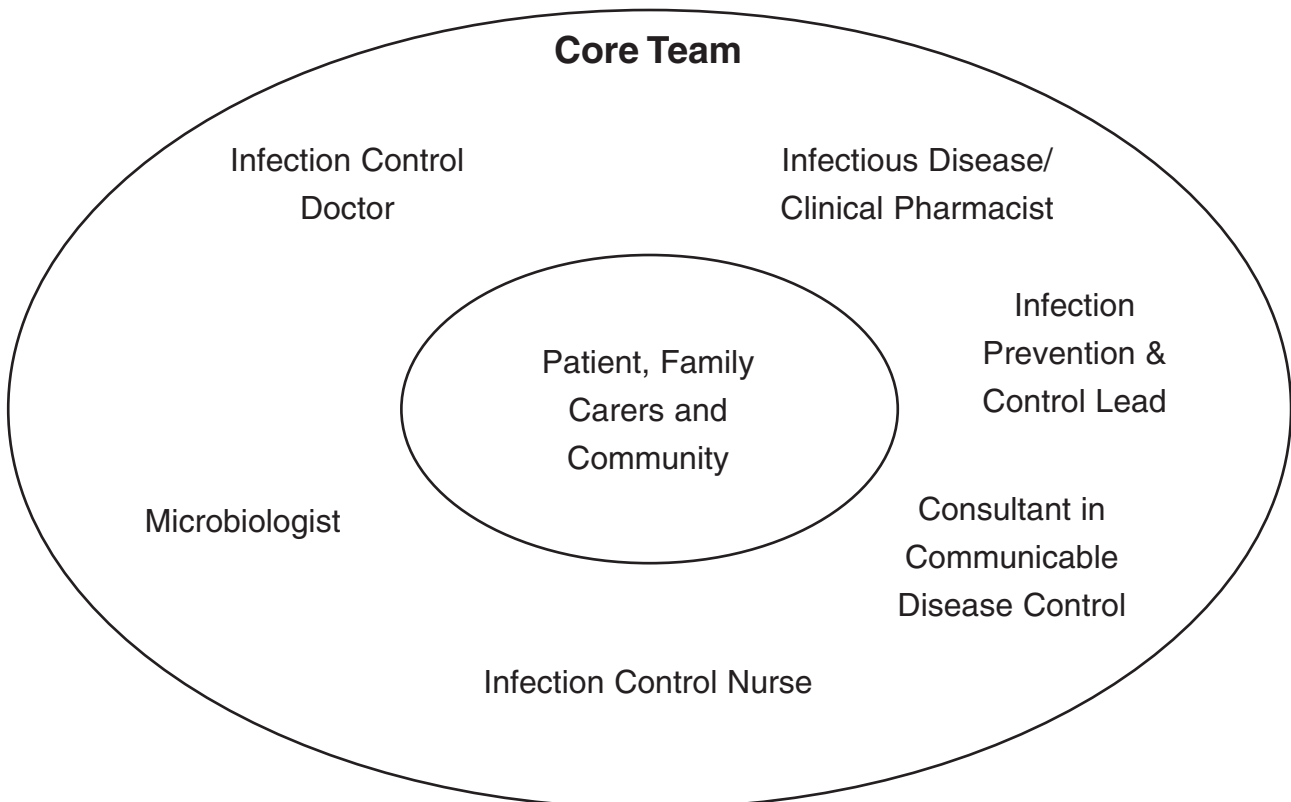 Core Team
Infection Control
Doctor
Infectious Disease/
Clinical Pharmacist
Infection
Prevention &
Control Lead
Patient, Family
Carers and
Community
Microbiologist
Consultant in
Communicable
Disease Control
Infection Control Nurse